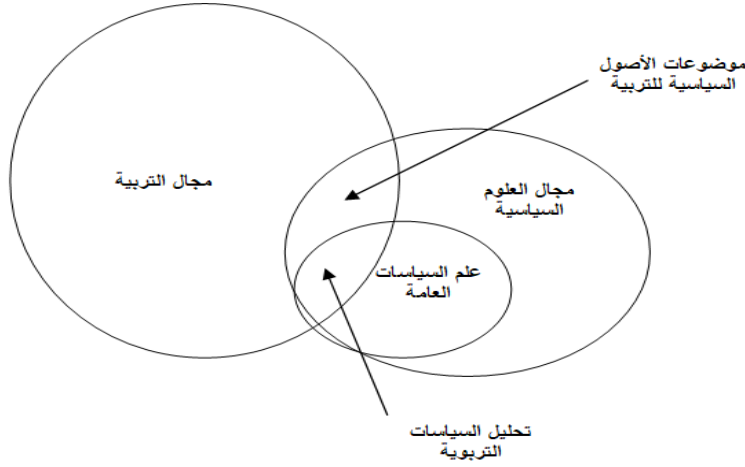 موضوعات الأصول
السياسية للتربية
مجال التربية
مجال العلوم
السياسية
علم السياسات
العامة
تحليل السياسات
التربوية